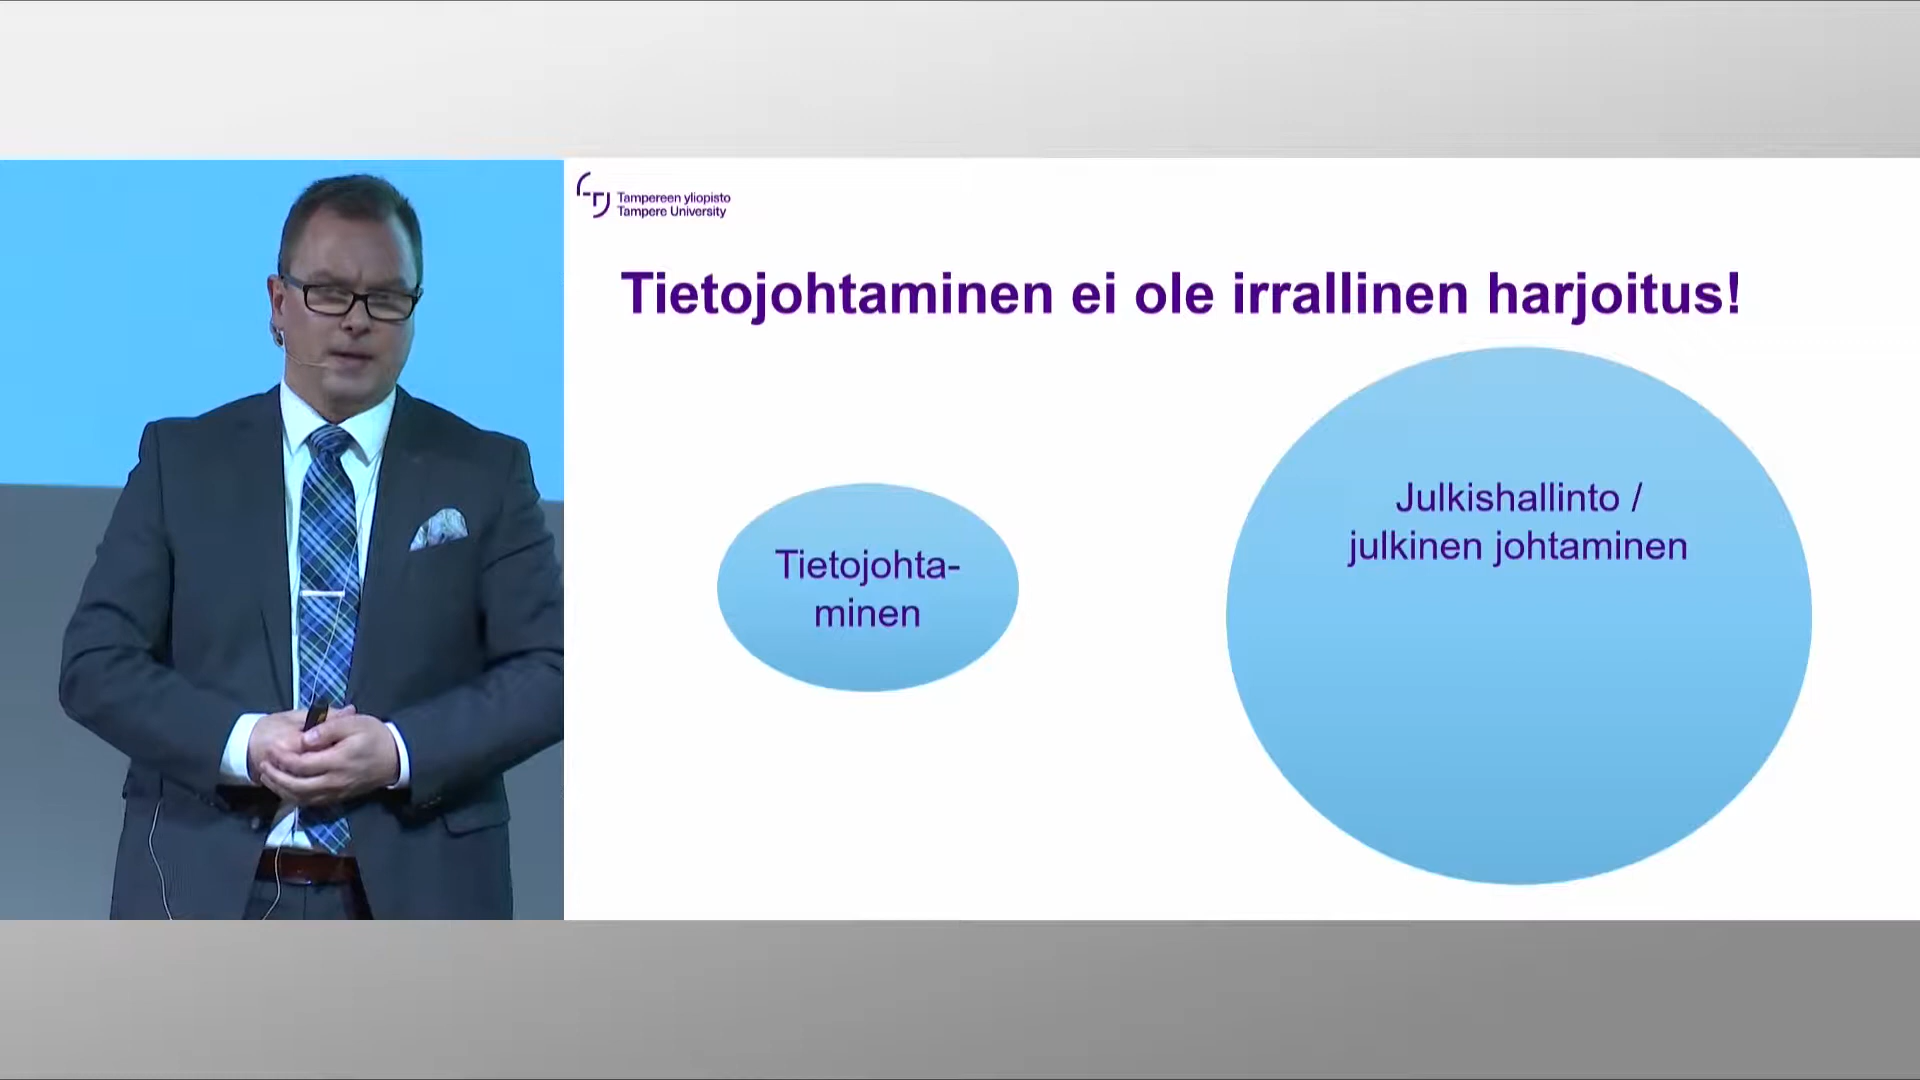 Tampereen yliopisto
Tampere University
Tietojohtaminen ei ole irrallinen harjoitus!
Tietojohta-
minen
Julkishallinto /
julkinen johtaminen